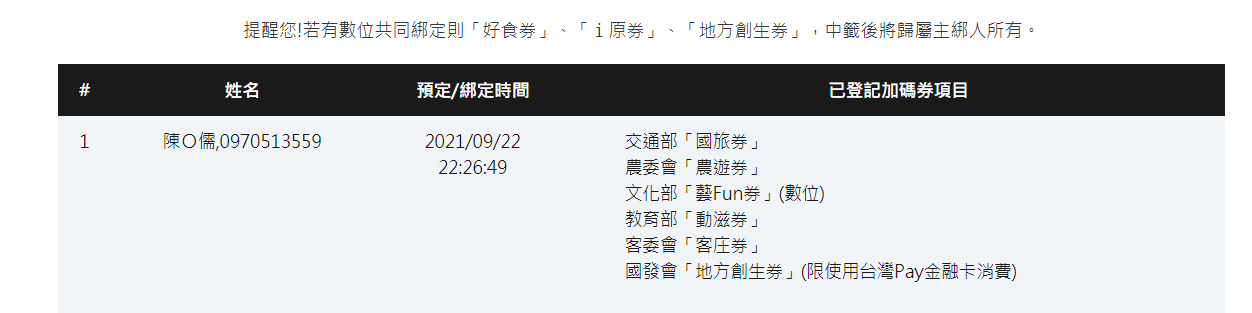 提醒您!若有數位共同綁定則「好食券」、「ｉ原券」、「地方創生券」，中籤後將歸屬主綁人所有。
# 姓名 預定/綁定時間 已登記加碼券項目
1 陳Ｏ儒,0970513559 2021/09/22 交通部「國旅券」
22:26:49 農委會「農遊券」
文化部「藝Fun券」(數位)
教育部「動滋券」
客委會「客庄券」
國發會「地方創生券」(限使用台灣Pay金融卡消費)